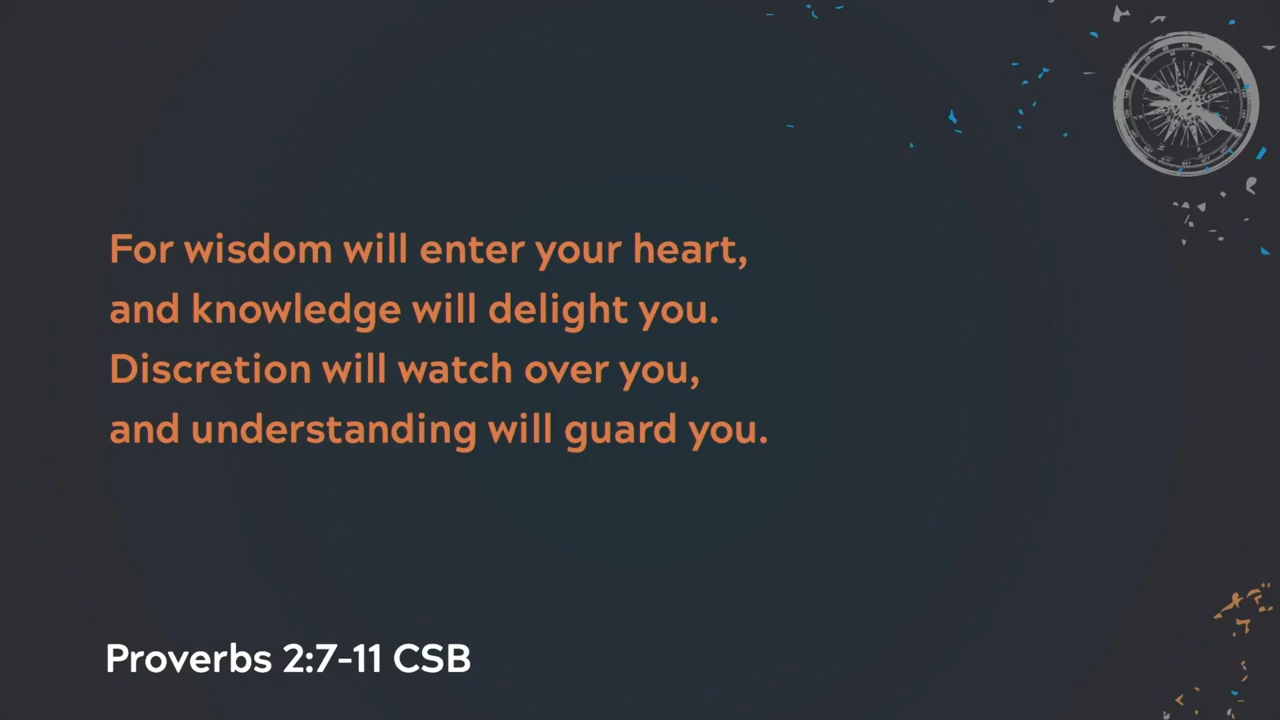 For wisdom will enter your heart,
and knowledge will delight you.
Discretion will watch over you,
and understanding will guard you.
Proverbs 2:7-11 CSB